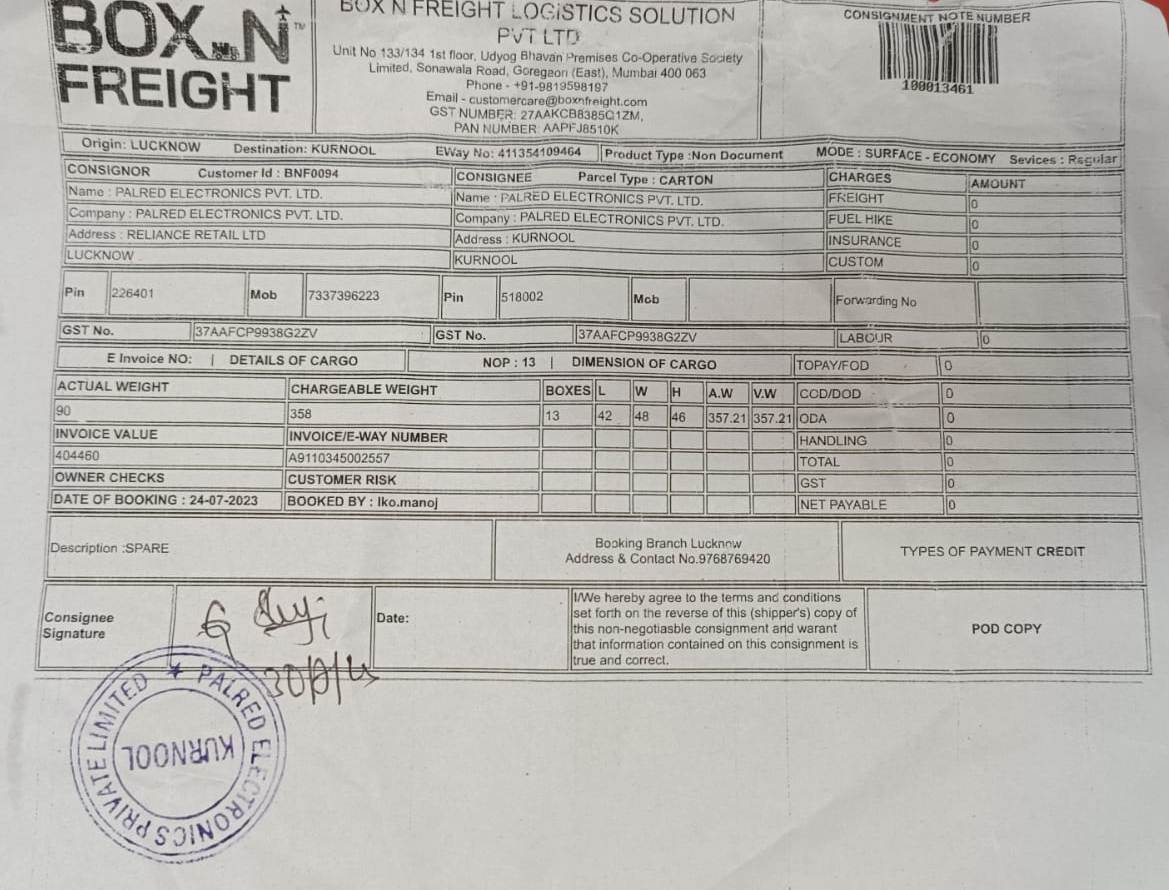 BOX N FREIGHT
TM
BOX N FREIGHT LOGISTICS SOLUTION
PVT LTD
Unit No 133/134 1st floor, Udyog Bhavan Premises Co-Operative Society
Limited, Sonawala Road, Goregaon (East), Mumbai 400 063
Phone - +91-9819598197
Email - customercare@boxnfreight.com
GST NUMBER: 27AAKCB8385Q1ZM,
PAN NUMBER: AAPFJ8510K
CONSIGNMENT NOTE NUMBER
100013461
Origin: LUCKNOW Destination: KURNOOL EWay No: 411354109464 Product Type :Non Document MODE : SURFACE - ECONOMY Sevices : Regular
CONSIGNOR Customer Id : BNF0094 CONSIGNEE Parcel Type : CARTON CHARGES AMOUNT
Name : PALRED ELECTRONICS PVT. LTD. Name : PALRED ELECTRONICS PVT. LTD. FREIGHT 0
Company : PALRED ELECTRONICS PVT. LTD. Company : PALRED ELECTRONICS PVT. LTD. FUEL HIKE 0
Address : RELIANCE RETAIL LTD Address : KURNOOL INSURANCE 0
LUCKNOW KURNOOL CUSTOM 0
Pin 226401 Mob 7337396223 Pin 518002 Mob Forwarding No
GST No. 37AAFCP9938G2ZV GST No. 37AAFCP9938G2ZV LABOUR 0
E Invoice NO: | DETAILS OF CARGO NOP : 13 | DIMENSION OF CARGO TOPAY/FOD 0
ACTUAL WEIGHT CHARGEABLE WEIGHT BOXES L W H A.W V.W COD/DOD 0
90 358 13 42 48 46 357.21 357.21 ODA 0
INVOICE VALUE INVOICE/E-WAY NUMBER HANDLING 0
404460 A9110345002557 TOTAL 0
OWNER CHECKS CUSTOMER RISK GST 0
DATE OF BOOKING : 24-07-2023 BOOKED BY : lko.manoj NET PAYABLE 0
Description :SPARE
Booking Branch Lucknow
Address & Contact No.9768769420
TYPES OF PAYMENT CREDIT
Consignee
Signature
Date:
I/We hereby agree to the terms and conditions
set forth on the reverse of this (shipper's) copy of
this non-negotiasble consignment and warant
that information contained on this consignment is
true and correct.
POD COPY
PALRED ELECTRONICS PRIVATE LIMITED
KURNOOL